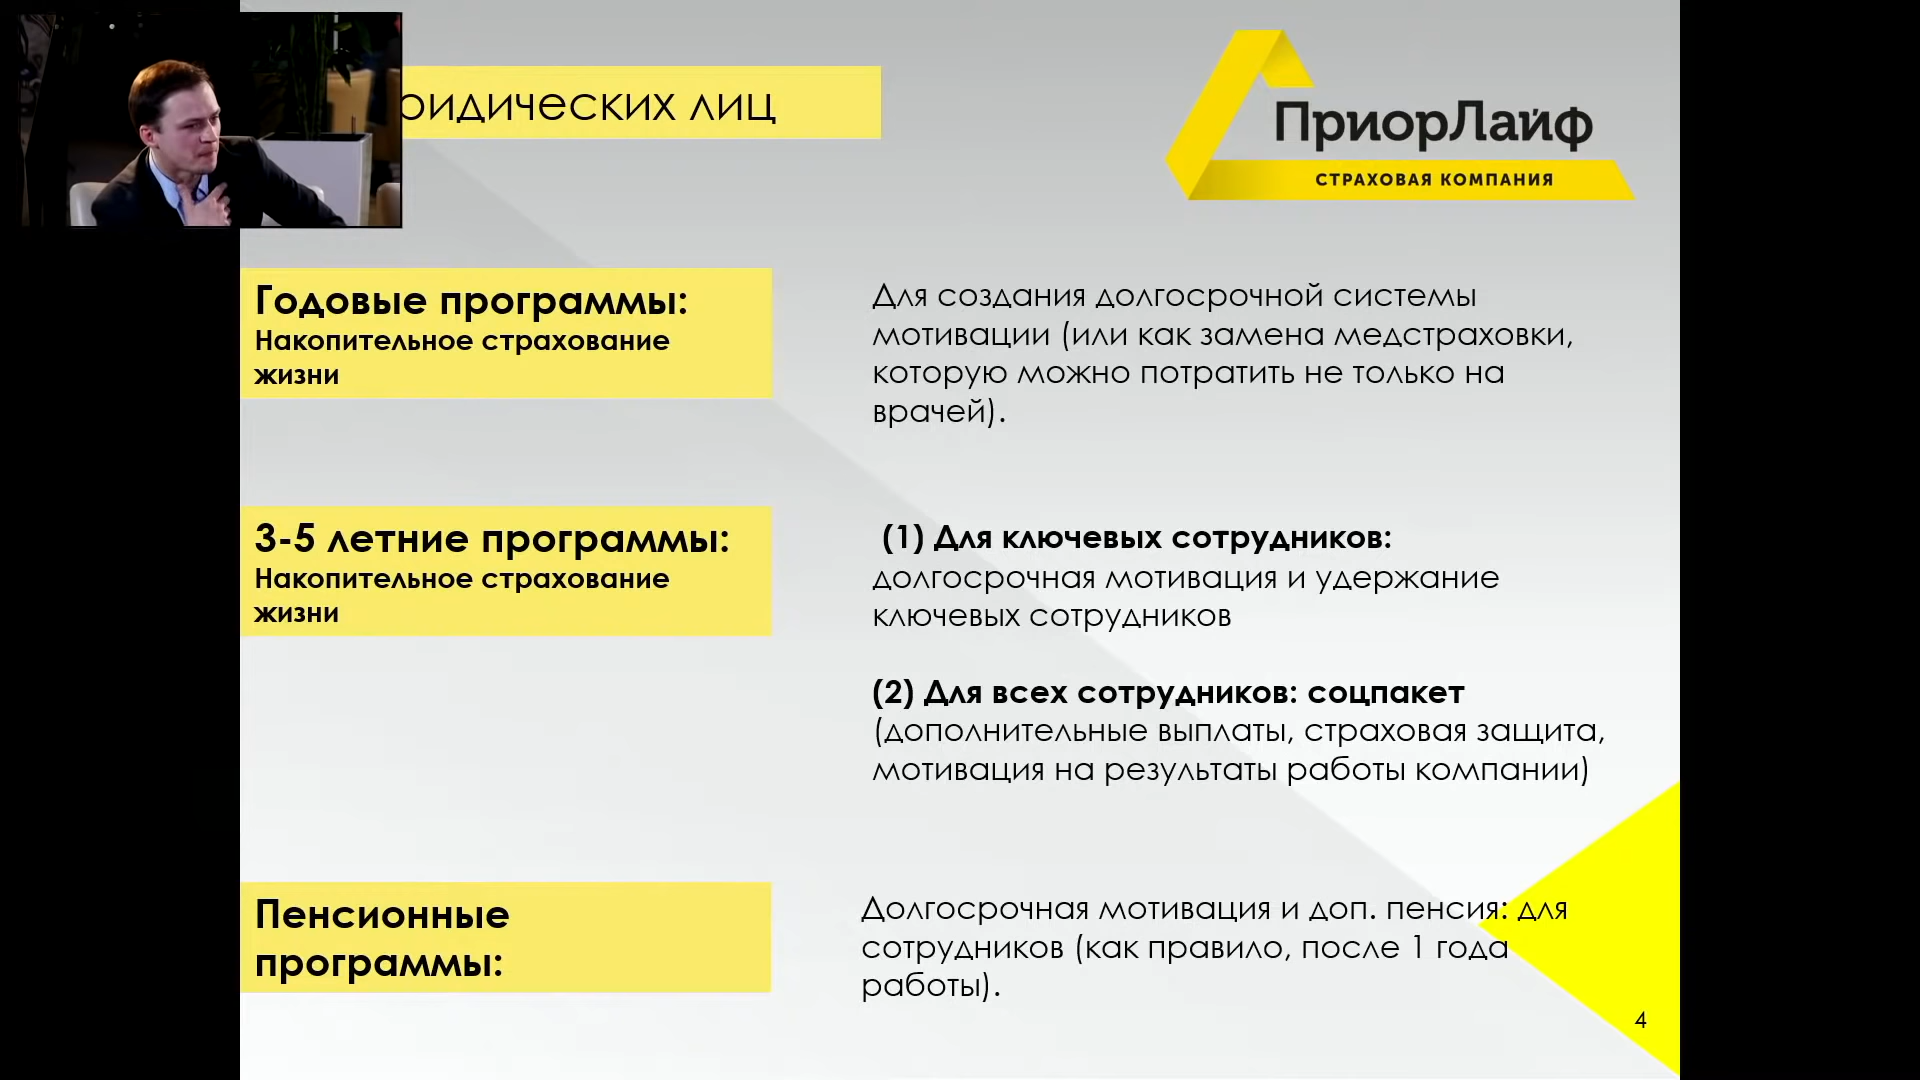 ридических лиц
ПриорЛайф
СТРАХОВАЯ КОМПАНИЯ
Годовые программы:
Накопительное страхование
жизни
Для создания долгосрочной системы
мотивации (или как замена медстраховки,
которую можно потратить не только на
врачей).
3-5 летние программы:
Накопительное страхование
жизни
(1) Для ключевых сотрудников:
долгосрочная мотивация и удержание
ключевых сотрудников
(2) Для всех сотрудников: соцпакет
(дополнительные выплаты, страховая защита,
мотивация на результаты работы компании)
Пенсионные
программы:
Долгосрочная мотивация и доп. пенсия: для
сотрудников (как правило, после 1 года
работы).
4